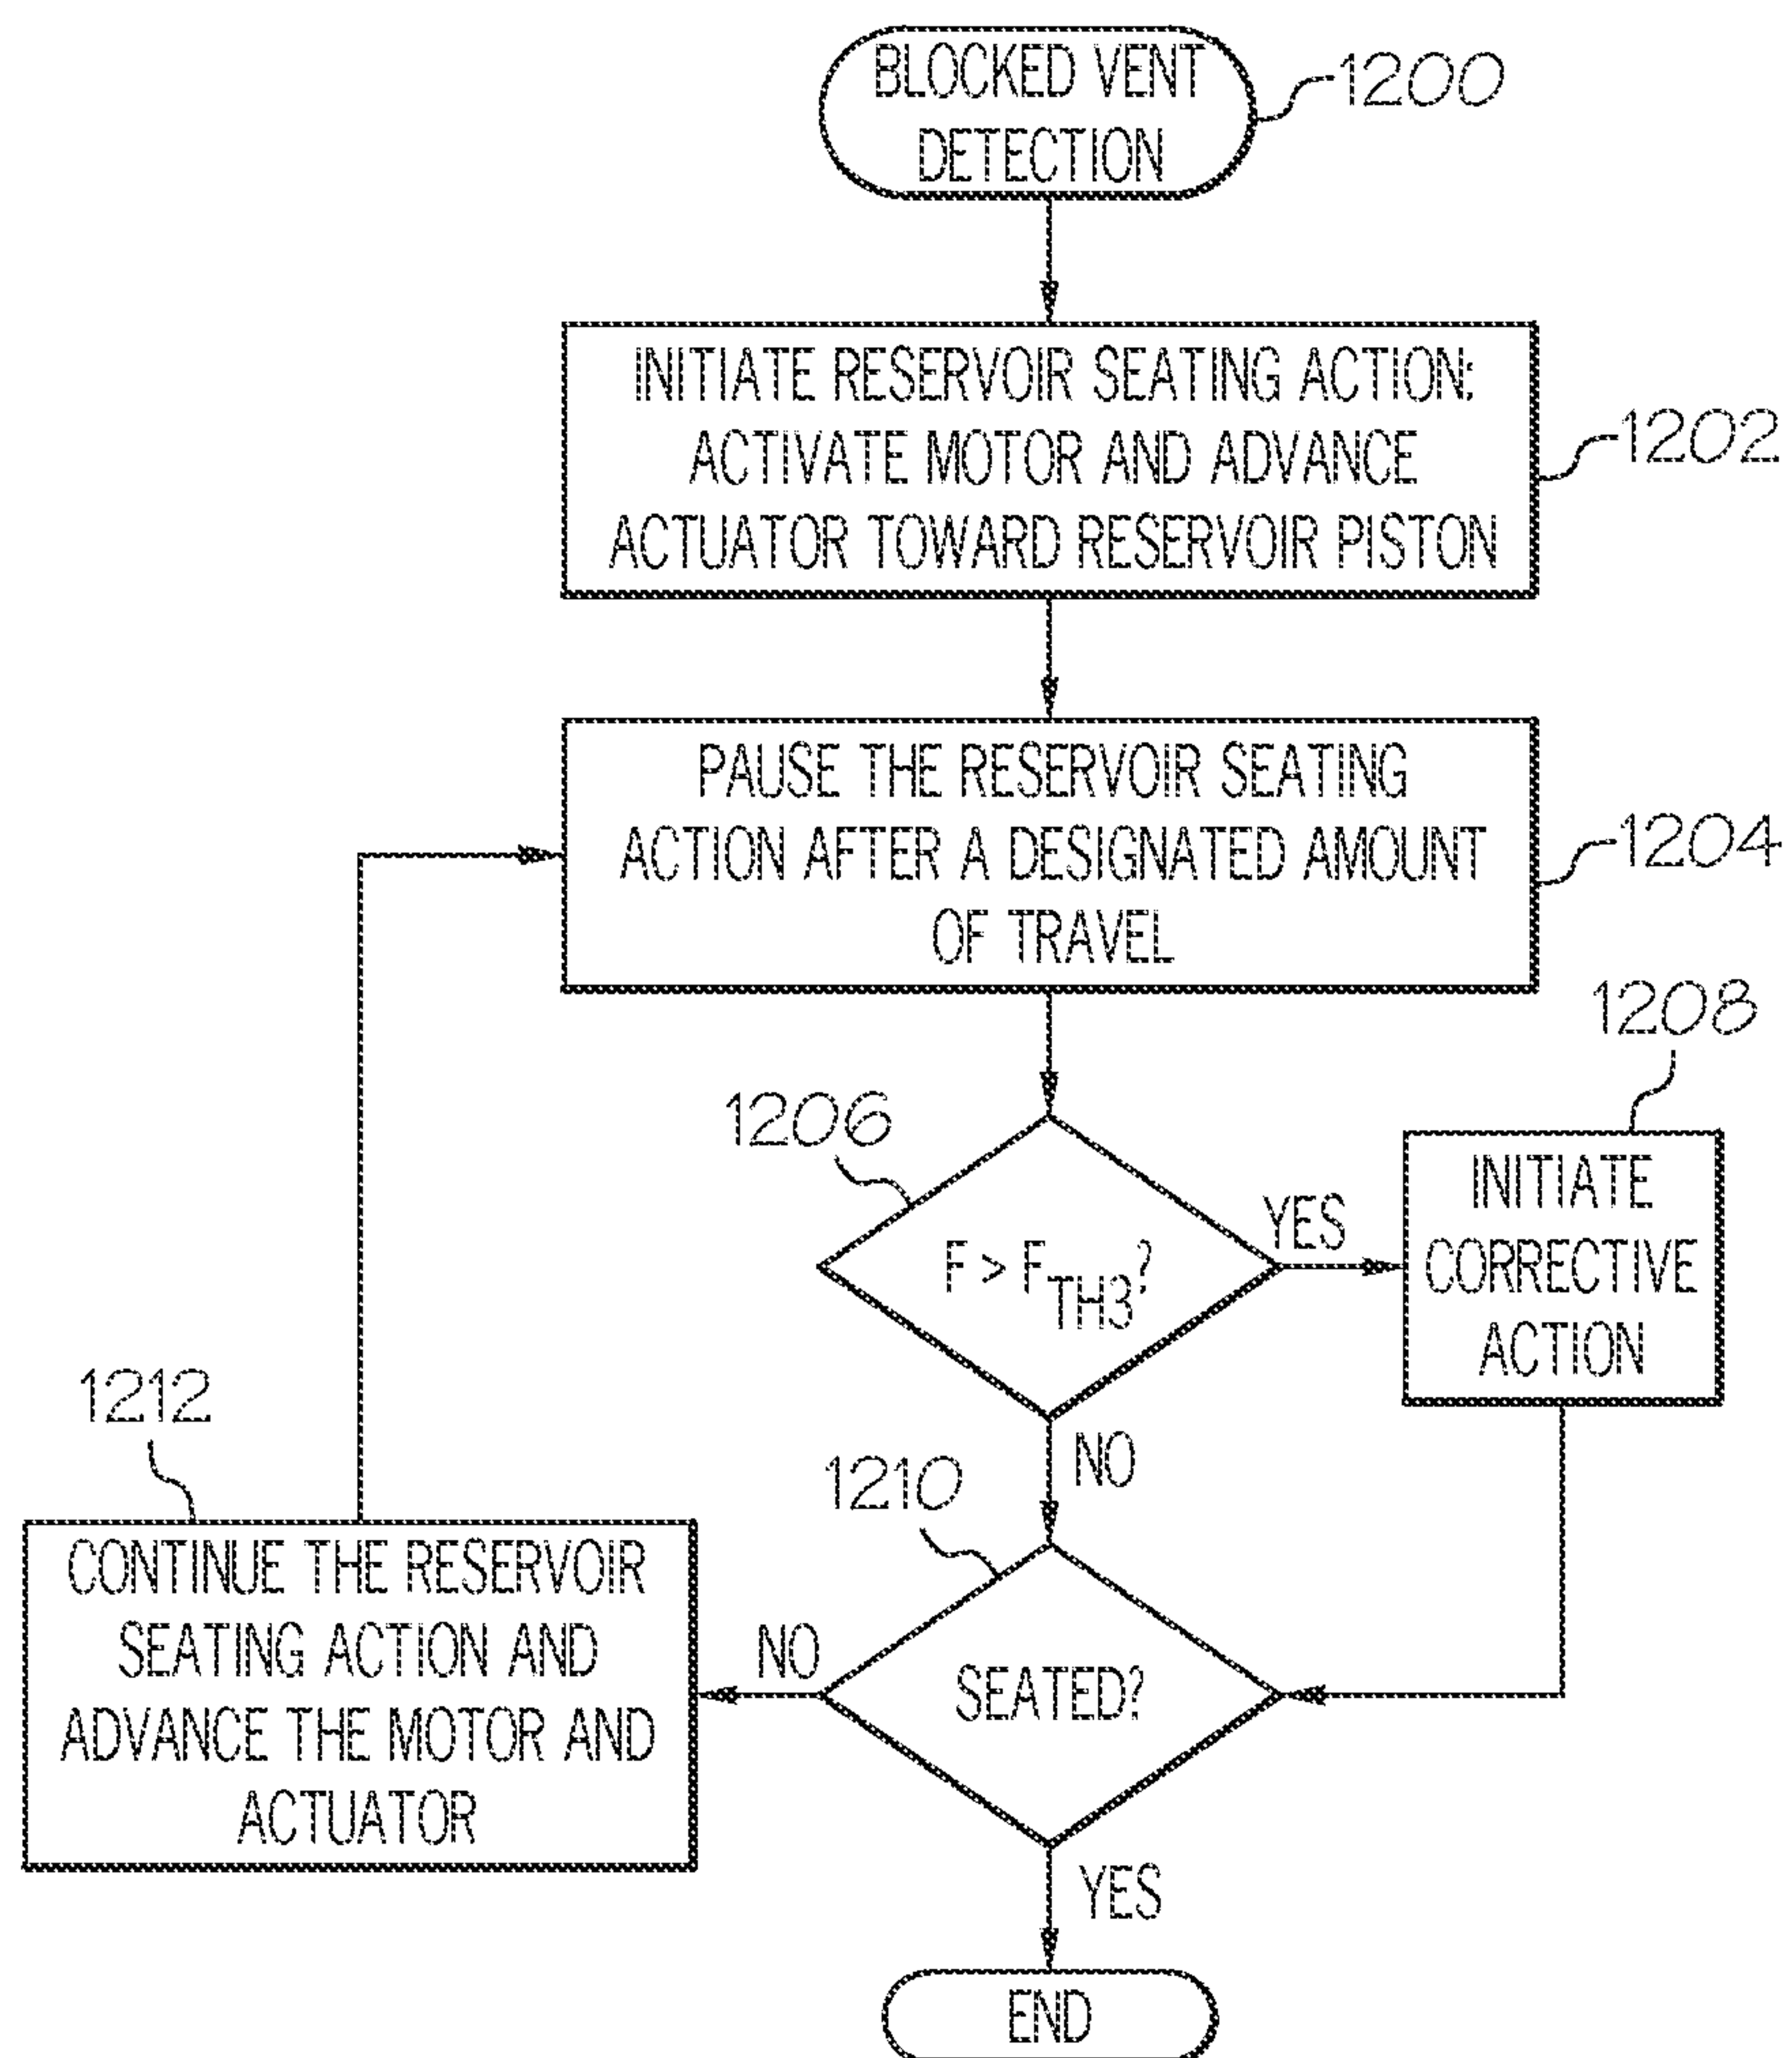 BLOCKED VENT
DETECTION
1200
INITIATE RESERVOIR SEATING ACTION:
ACTIVATE MOTOR AND ADVANCE
ACTUATOR TOWARD RESERVOIR PISTON
1202
PAUSE THE RESERVOIR SEATING
ACTION AFTER A DESIGNATED AMOUNT
OF TRAVEL
1204
1206
F > F TH3?
YES
1208
INITIATE
CORRECTIVE
ACTION
NO
1210
SEATED?
NO
1212
CONTINUE THE RESERVOIR
SEATING ACTION AND
ADVANCE THE MOTOR AND
ACTUATOR
YES
END